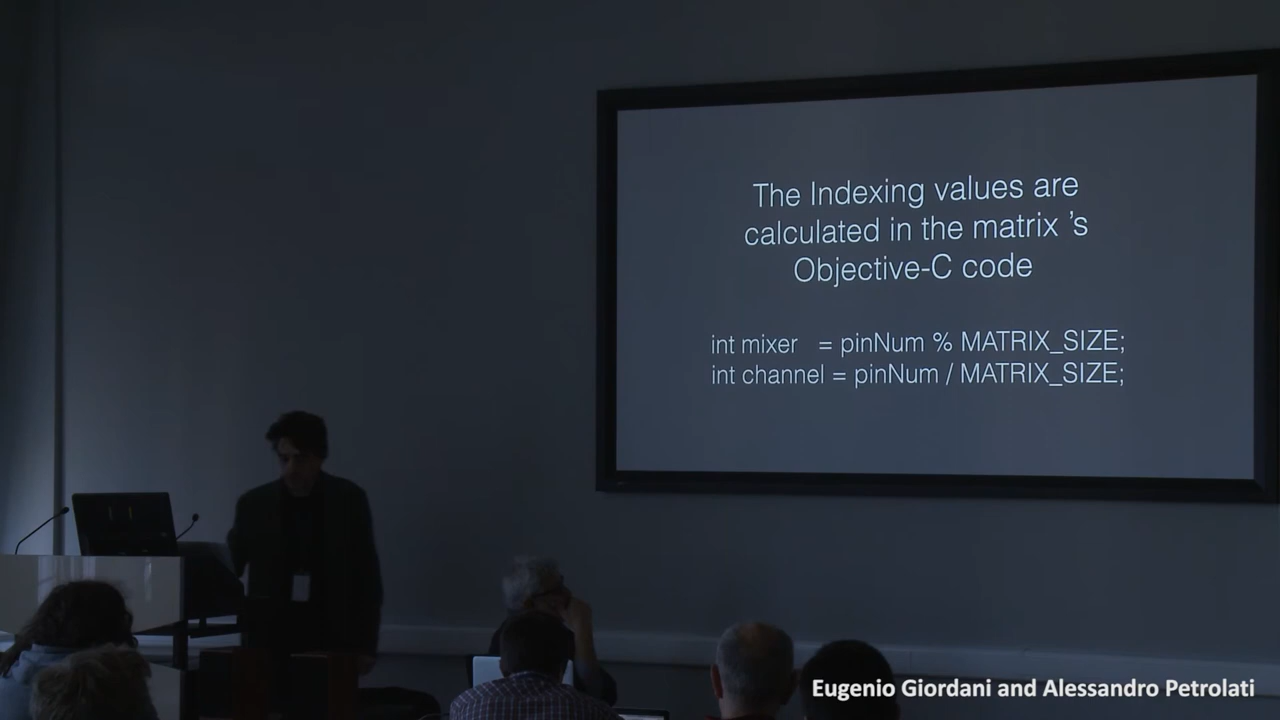 The Indexing values are
calculated in the matrix 's
Objective-C code
int mixer = pinNum % MATRIX_SIZE;
int channel = pinNum / MATRIX_SIZE;
Eugenio Giordani and Alessandro Petrolati